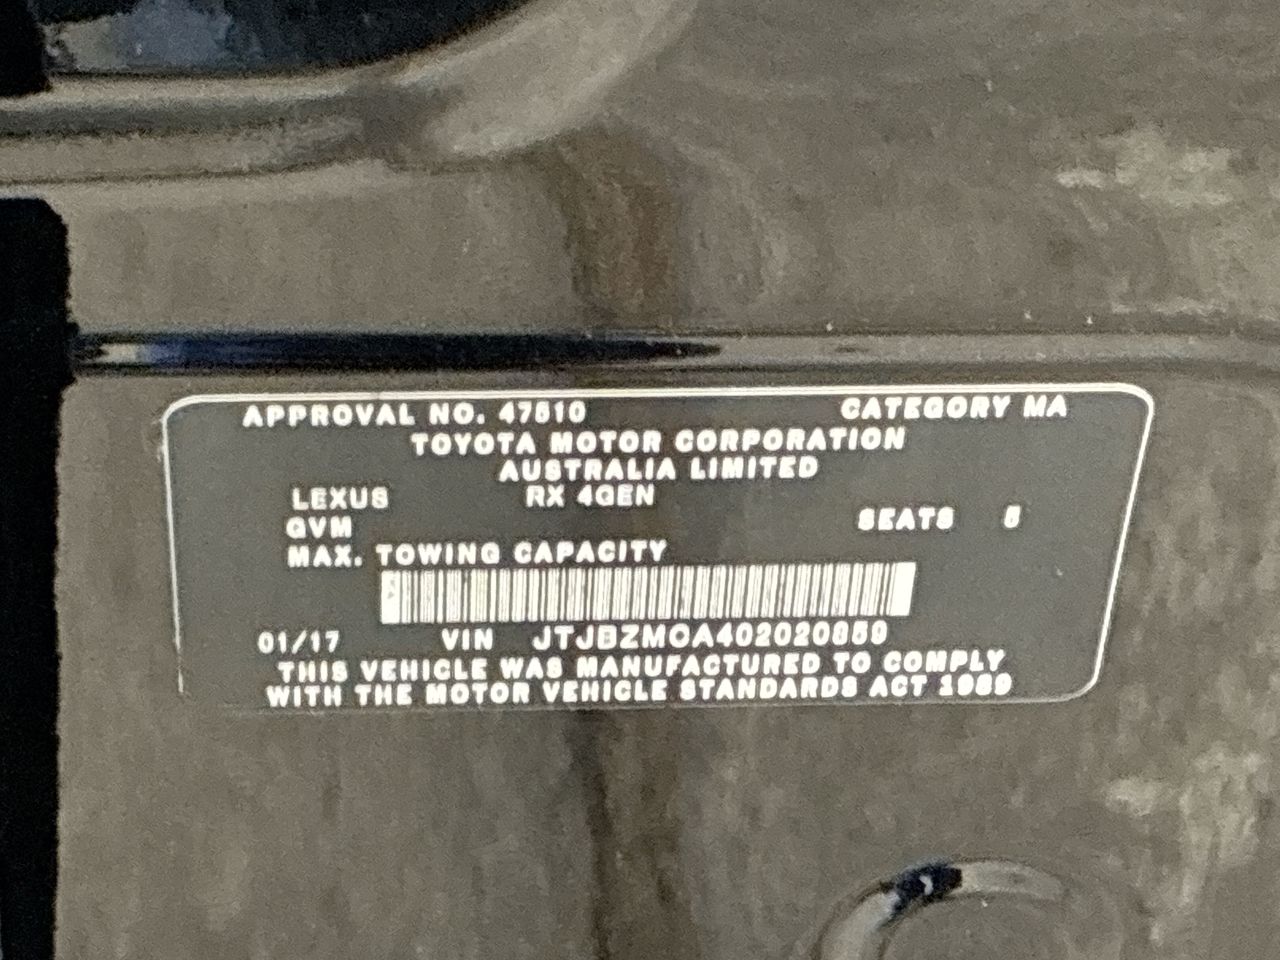 APPROVAL NO. 47510 CATEGORY MA
TOYOTA MOTOR CORPORATION
AUSTRALIA LIMITED
LEXUS RX 4GEN
GVM SEATS 5
MAX. TOWING CAPACITY
01/17 VIN JTJBZMCA402020859
THIS VEHICLE WAS MANUFACTURED TO COMPLY
WITH THE MOTOR VEHICLE STANDARDS ACT 1989